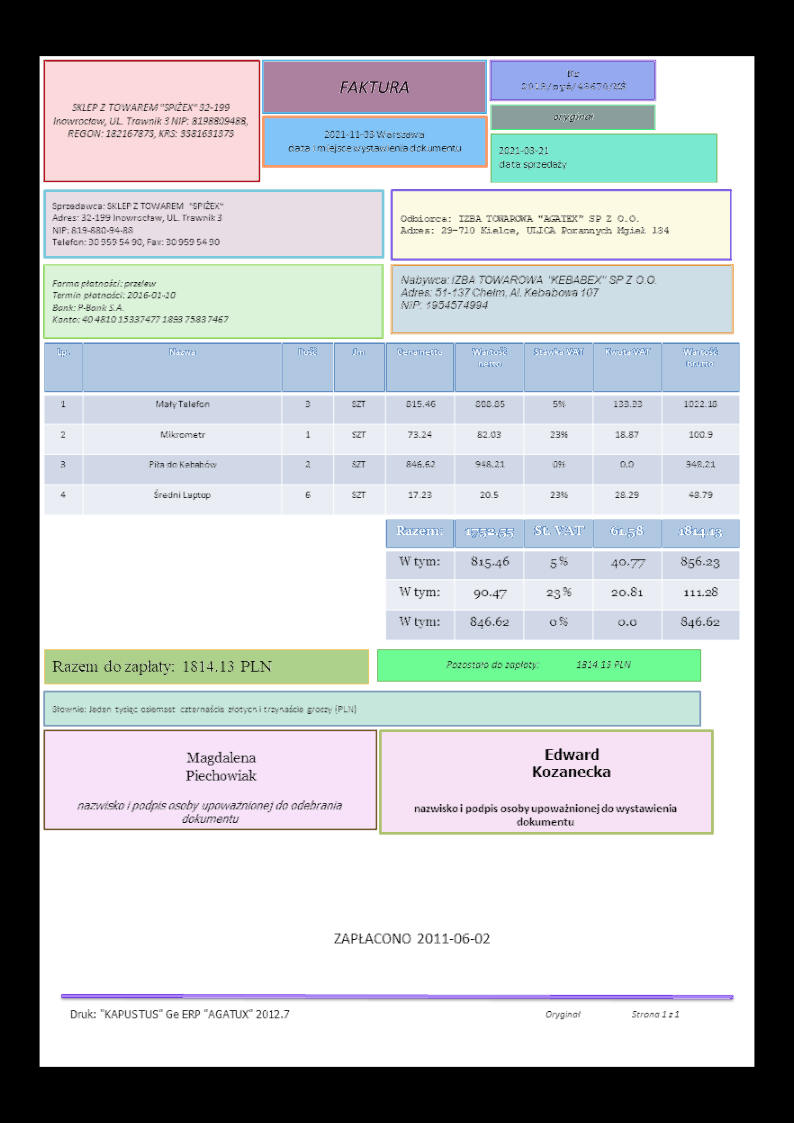 SKLEP Z TOWAREM "SPIŻEX" 32-199
Inowrocław, UL. Trawnik 3 NIP: 8198809488,
REGON: 182167873, KRS: 3381631373
FAKTURA
2021-11-38 Warszawa
data i miejsce wystawienia dokumentu
Nr
oryginał
2021-08-21
data sprzedaży
Sprzedawca: SKLEP Z TOWAREM "SPIŻEX"
Adres: 32-199 Inowrocław, UL. Trawnik 3
NIP: 819-880-94-88
Telefon: 30 959 54 90, Fax: 30 959 54 90
Odbiorca: IZBA TOWAROWA "AGATEX" SP Z O.O.
Adres: 29-710 Kielce, ULICA Porannych Mgieł 134
Forma płatności: przelew
Termin płatności: 2016-01-10
Bank: P-Bank S.A.
Konto: 40 4810 15337477 1893 7583 7467
Nabywca: IZBA TOWAROWA "KEBABEX" SP Z O.O.
Adres: 51-137 Chełm, Al. Kebabowa 107
NIP: 1954574994
Lp. Nazwa Ilość Jm Cena netto Wartość netto Stawka VAT Kwota VAT Wartość brutto
1 Mały Telefon 3 SZT 815.46 888.85 5% 133.33 1022.18
2 Mikrometr 1 SZT 73.24 82.03 23% 18.87 100.9
3 Piła do Kebabów 2 SZT 846.62 948.21 0% 0.0 948.21
4 Średni Laptop 6 SZT 17.23 20.5 23% 28.29 48.79
Razem: 1752.55 St. VAT 61.58 1814.13
W tym: 815.46 5% 40.77 856.23
W tym: 90.47 23% 20.81 111.28
W tym: 846.62 0% 0.0 846.62
Razem do zapłaty: 1814.13 PLN
Pozostało do zapłaty: 1814.13 PLN
Słownie: Jeden tysiąc osiemset czternaście złotych i trzynaście groszy (PLN)
Magdalena
Piechowiak
nazwisko i podpis osoby upoważnionej do odebrania
dokumentu
Edward
Kozanecka
nazwisko i podpis osoby upoważnionej do wystawienia
dokumentu
ZAPŁACONO 2011-06-02
Druk: "KAPUSTUS" Ge ERP "AGATUX" 2012.7 Oryginał Strona 1 z 1